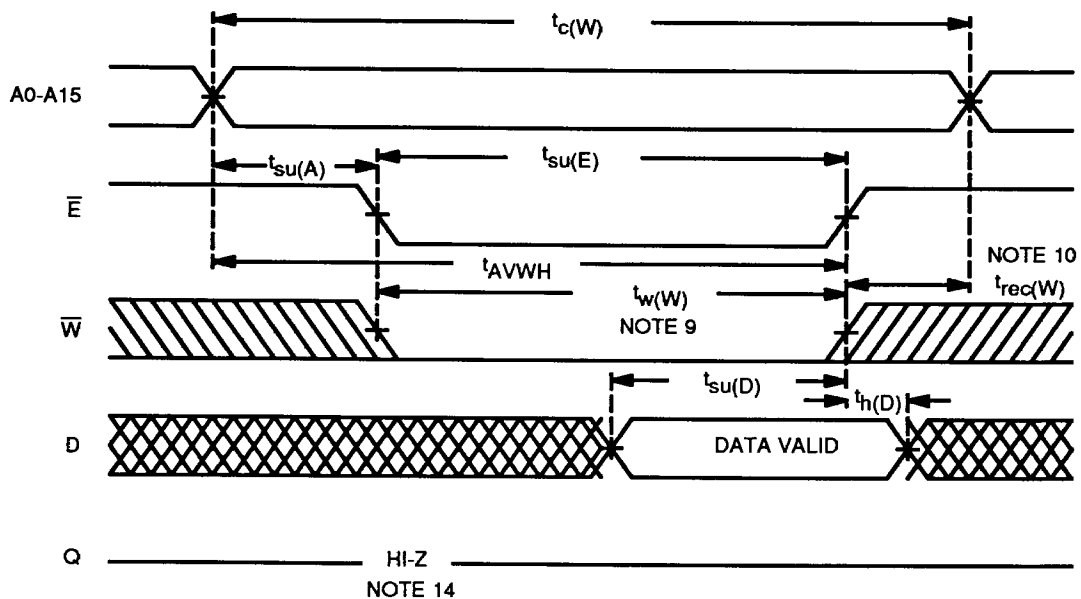 tc(W)
A0-A15
tsu(A)
tsu(E)
E
tAVWH
NOTE 10
tw(W)
trec(W)
W
NOTE 9
tsu(D)
th(D)
D
DATA VALID
Q
HI-Z
NOTE 14